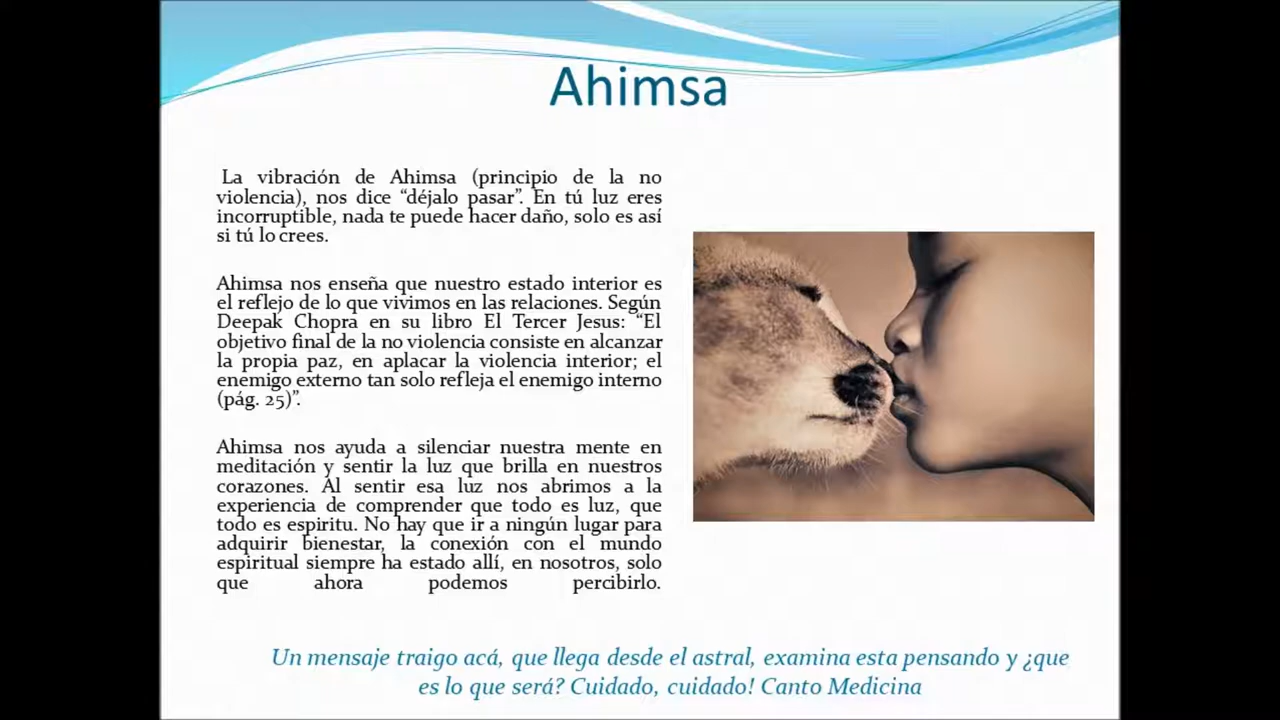 Ahimsa
La vibración de Ahimsa (principio de la no
violencia), nos dice “déjalo pasar”. En tú luz eres
incorruptible, nada te puede hacer daño, solo es así
si tú lo crees.
Ahimsa nos enseña que nuestro estado interior es
el reflejo de lo que vivimos en las relaciones. Según
Deepak Chopra en su libro El Tercer Jesus: “El
objetivo final de la no violencia consiste en alcanzar
la propia paz, en aplacar la violencia interior; el
enemigo externo tan solo refleja el enemigo interno
(pág. 25)”.
Ahimsa nos ayuda a silenciar nuestra mente en
meditación y sentir la luz que brilla en nuestros
corazones. Al sentir esa luz nos abrimos a la
experiencia de comprender que todo es luz, que
todo es espiritu. No hay que ir a ningún lugar para
adquirir bienestar, la conexión con el mundo
espiritual siempre ha estado allí, en nosotros, solo
que ahora podemos percibirlo.
Un mensaje traigo acá, que llega desde el astral, examina esta pensando y ¿que
es lo que será? Cuidado, cuidado! Canto Medicina